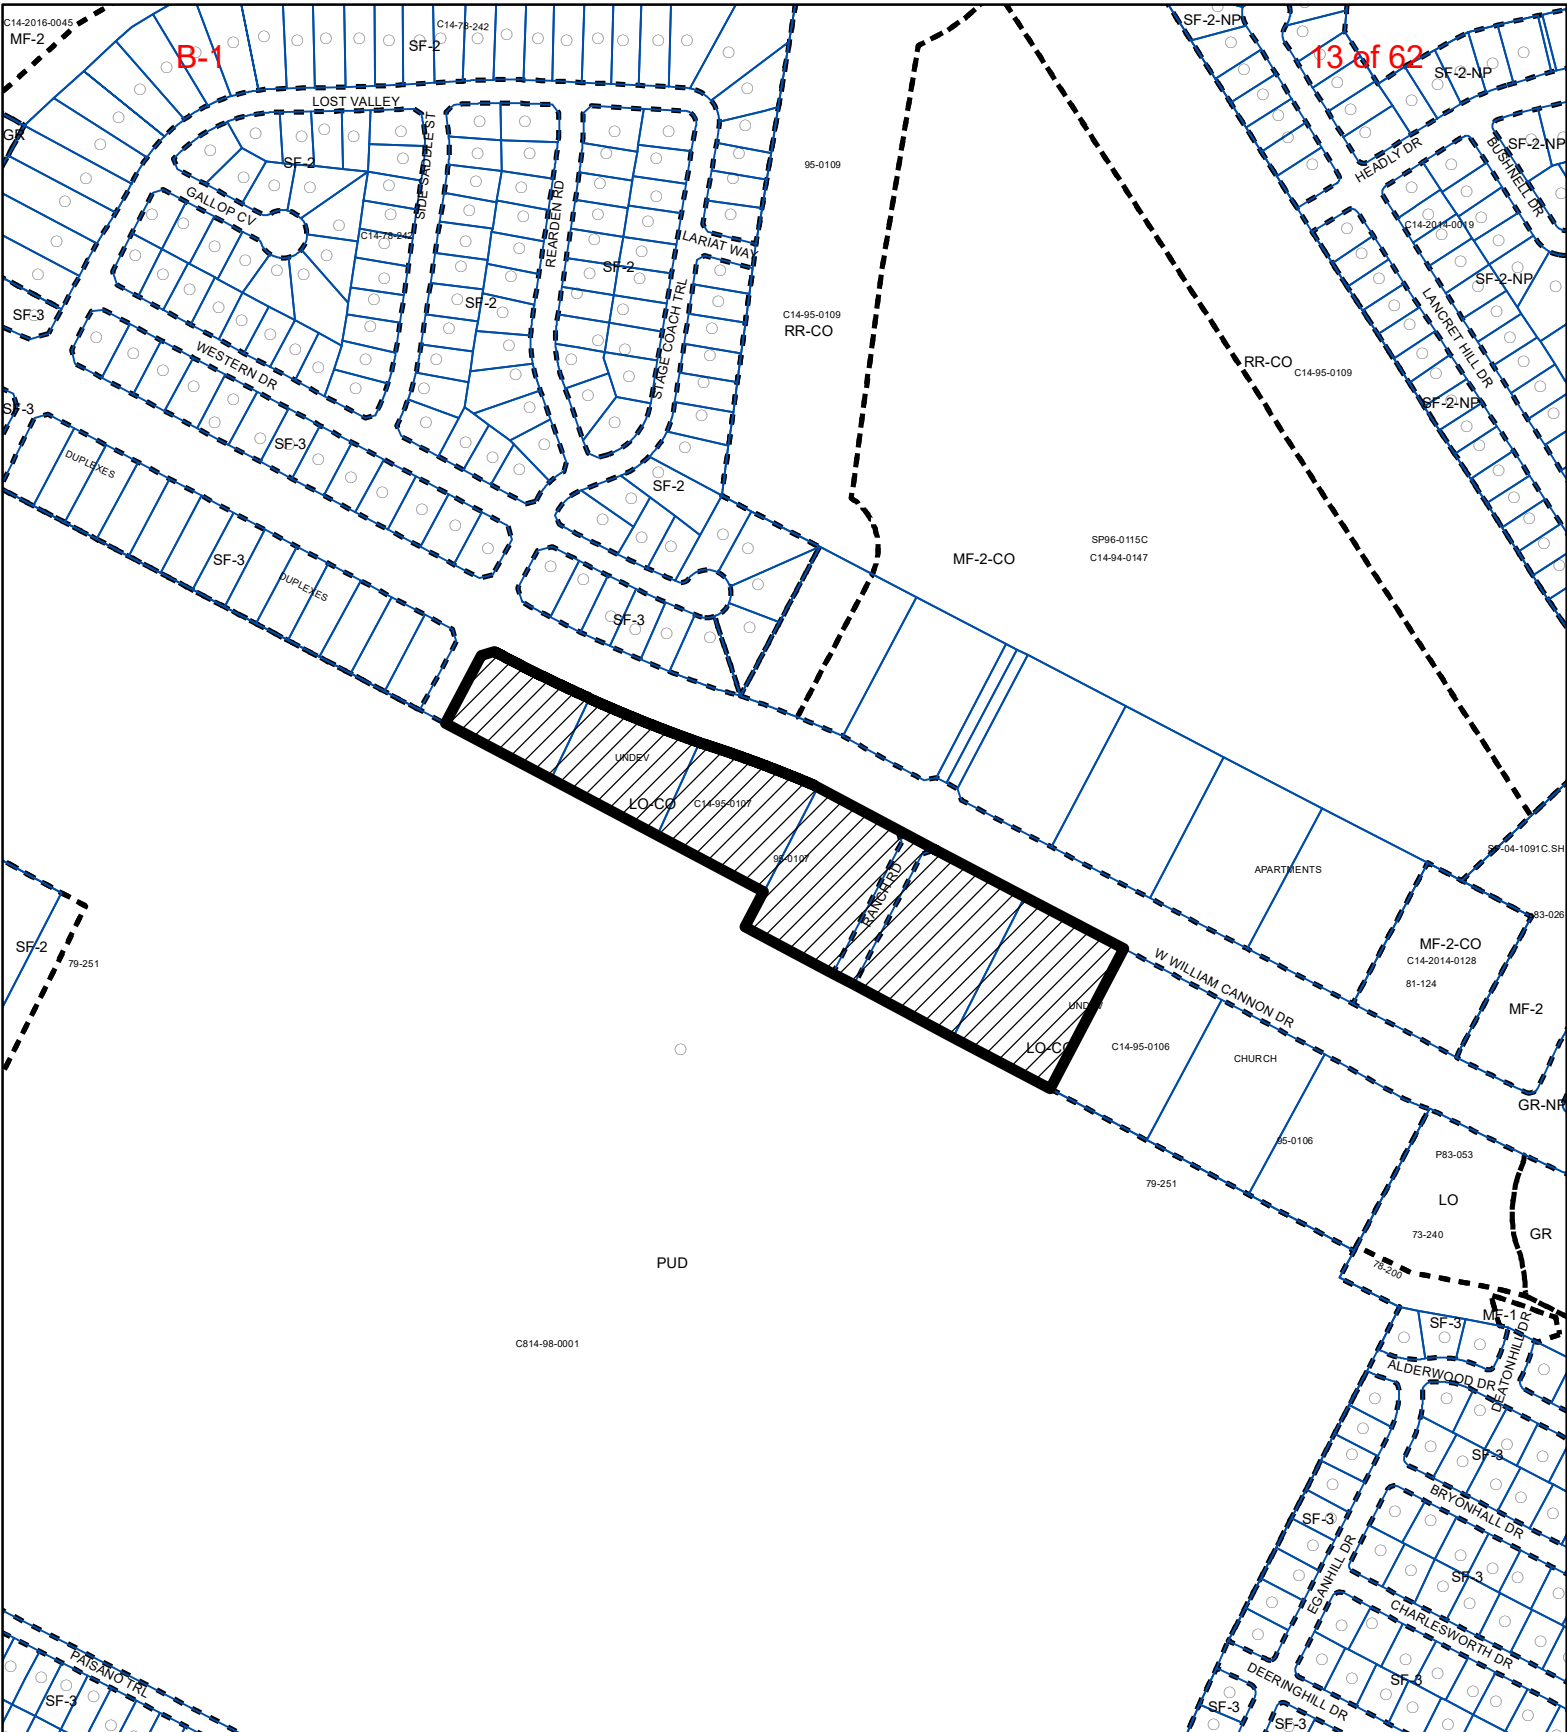 C14-2016-0045
MF-2
B-1
C14-78-242
SF-2
SF-2-NP
13 of 62
SF-2-NP
LOST VALLEY
GR
SF-2
SIDE SADDLE ST
GALLOP CV
C14-78-242
REARDEN RD
SF-2
LARIAT WAY
STAGE COACH TRL
SF-2
95-0109
C14-95-0109
RR-CO
HEADLY DR
BUSHNELL DR
SF-2-NP
C14-2014-0019
SF-2-NP
LANCRET HILL DR
RR-CO
C14-95-0109
SF-2-NP
SF-3
WESTERN DR
SF-3
SF-3
DUPLEXES
SF-2
SF-3
DUPLEXES
SF-3
MF-2-CO
SP96-0115C
C14-94-0147
UNDEV
LO-CO
C14-95-0107
95-0107
RANCH RD
APARTMENTS
SP-04-1091C.SH
83-026
MF-2-CO
C14-2014-0128
81-124
MF-2
SF-2
79-251
W WILLIAM CANNON DR
UNDEV
LO-CO
C14-95-0106
CHURCH
95-0106
GR-NP
P83-053
LO
73-240
GR
79-251
78-200
PUD
C814-98-0001
MF-1
SF-3
DEATONHILL DR
ALDERWOOD DR
SF-3
BRYONHALL DR
SF-3
EGANHILL DR
SF-3
CHARLESWORTH DR
SF-3
DEERINGHILL DR
SF-3
SF-3
PAISANO TRL
SF-3